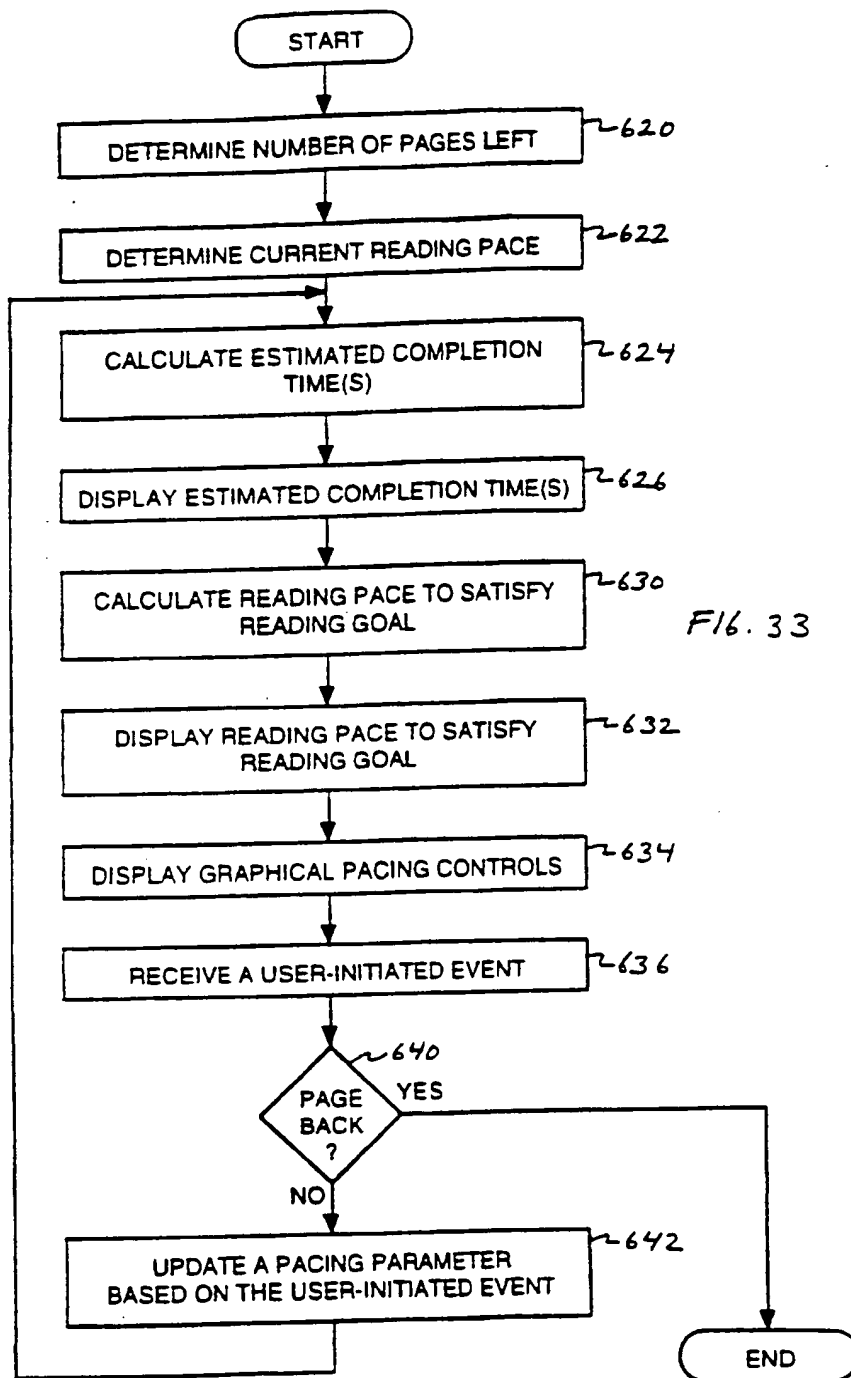 START
DETERMINE NUMBER OF PAGES LEFT
620
DETERMINE CURRENT READING PACE
622
CALCULATE ESTIMATED COMPLETION
TIME(S)
624
DISPLAY ESTIMATED COMPLETION TIME(S)
626
CALCULATE READING PACE TO SATISFY
READING GOAL
630
FIG. 33
DISPLAY READING PACE TO SATISFY
READING GOAL
632
DISPLAY GRAPHICAL PACING CONTROLS
634
RECEIVE A USER-INITIATED EVENT
636
640
PAGE
BACK
?
YES
NO
UPDATE A PACING PARAMETER
BASED ON THE USER-INITIATED EVENT
642
END